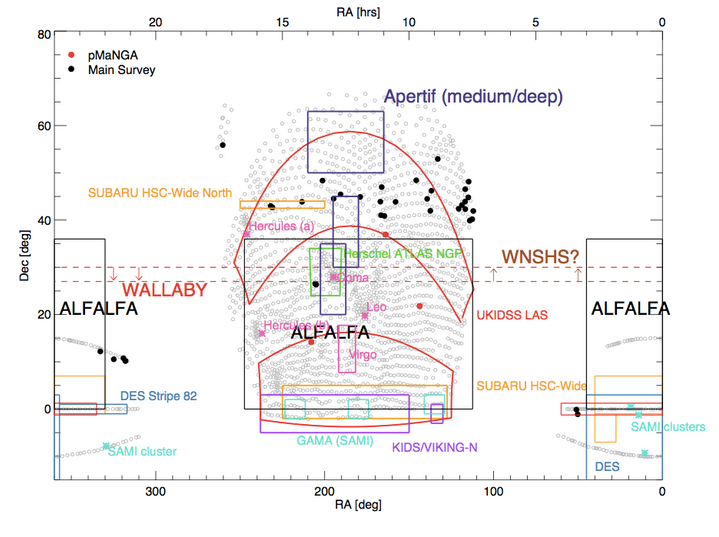 RA [hrs]
20 15 10 5 0
80
pMaNGA
Main Survey
Apertif (medium/deep)
60
SUBARU HSC-Wide North
40
Hercules (a)
Herschel ATLAS NGP
WNSHS?
Coma
WALLABY
Dec [deg]
ALFALFA
Leo
ALFALFA
20
UKIDSS LAS
Hercules (b)
ALFALFA
Virgo
DES Stripe 82
SUBARU HSC-Wide
0
SAMI clusters
GAMA (SAMI)
KIDS/VIKING-N
SAMI cluster
DES
300 200 100 0
RA [deg]